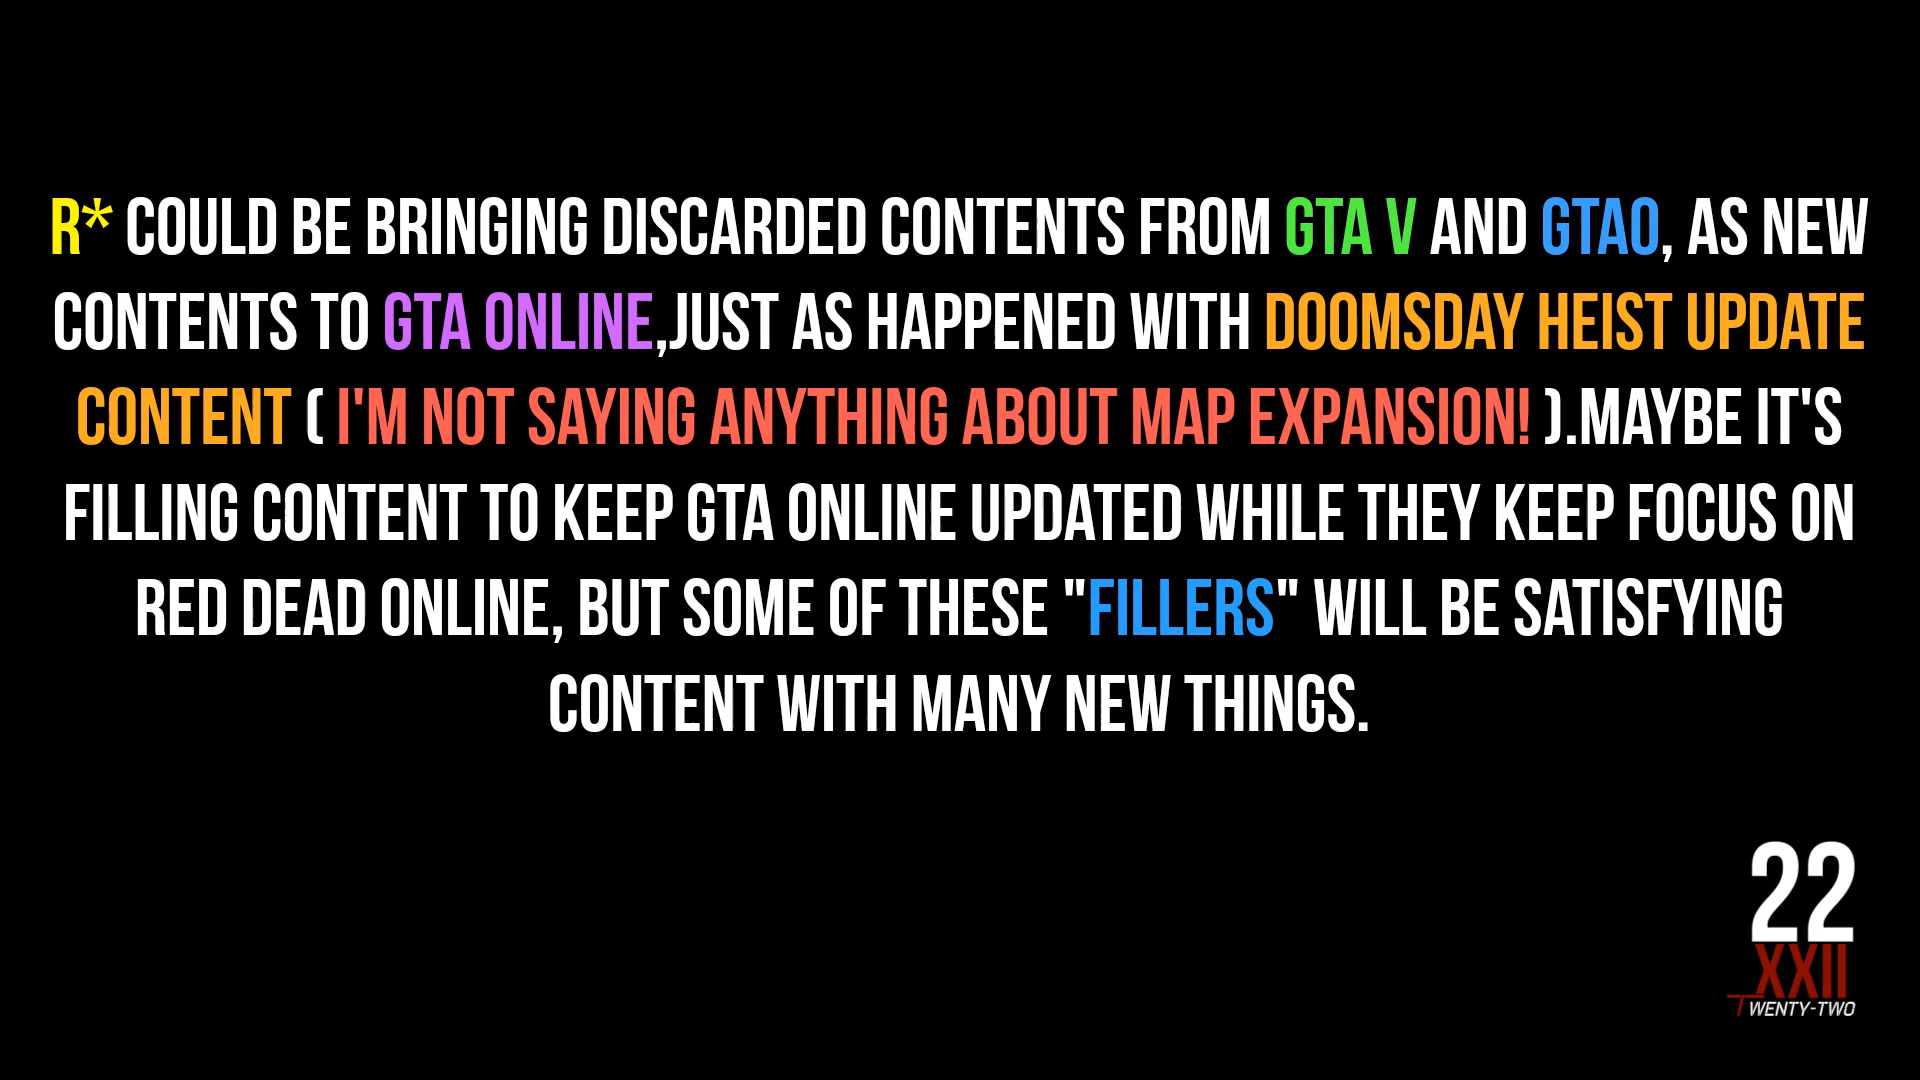 R* COULD BE BRINGING DISCARDED CONTENTS FROM GTA V AND GTAO, AS NEW
CONTENTS TO GTA ONLINE,JUST AS HAPPENED WITH DOOMSDAY HEIST UPDATE
CONTENT ( I'M NOT SAYING ANYTHING ABOUT MAP EXPANSION! ).MAYBE IT'S
FILLING CONTENT TO KEEP GTA ONLINE UPDATED WHILE THEY KEEP FOCUS ON
RED DEAD ONLINE, BUT SOME OF THESE "FILLERS" WILL BE SATISFYING
CONTENT WITH MANY NEW THINGS.
22
XXII
TWENTY-TWO